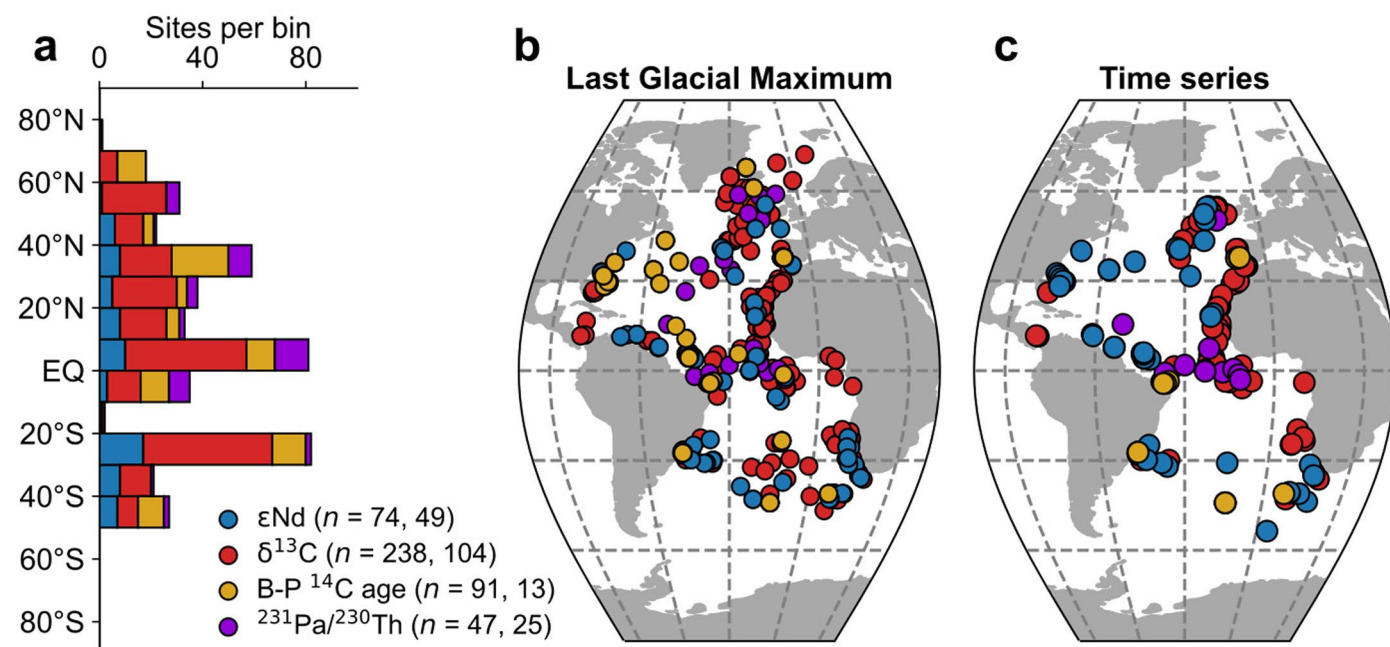 a
Sites per bin
0 40 80
80°N
60°N
40°N
20°N
EQ
20°S
40°S
60°S
80°S
εNd (n = 74, 49)
δ¹³C (n = 238, 104)
B-P ¹⁴C age (n = 91, 13)
²³¹Pa/²³⁰Th (n = 47, 25)
b
Last Glacial Maximum
c
Time series